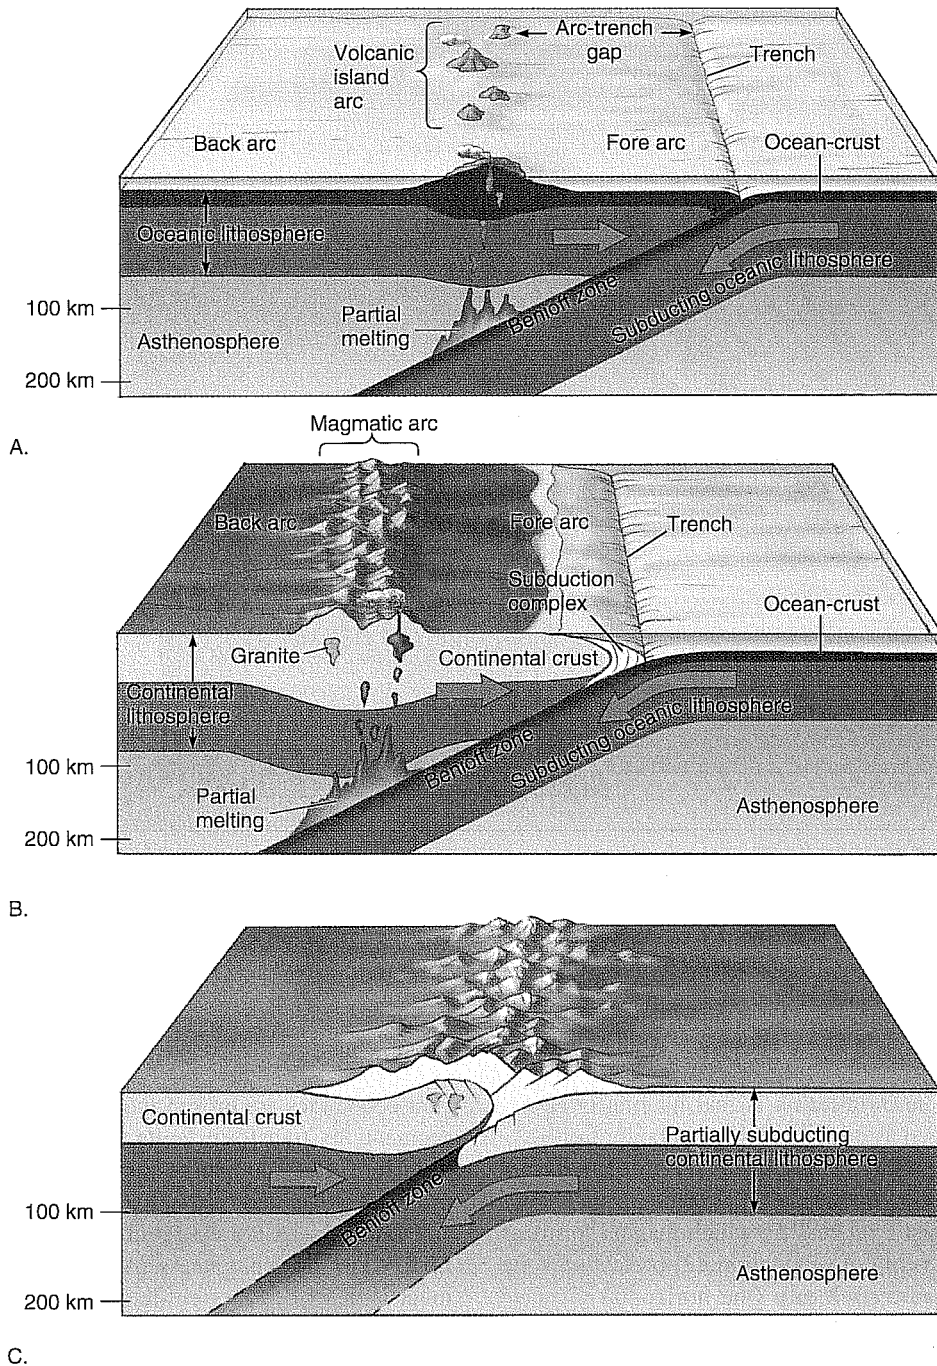 Volcanic
island
arc
Arc-trench
gap
Trench
Back arc
Fore arc
Ocean-crust
Oceanic lithosphere
Subducting oceanic lithosphere
Benioff zone
100 km
Partial
melting
Asthenosphere
200 km
A.
Magmatic arc
Back arc
Fore arc
Trench
Subduction
complex
Ocean-crust
Granite
Continental crust
Continental
lithosphere
Subducting oceanic lithosphere
Benioff zone
100 km
Partial
melting
Asthenosphere
200 km
B.
Continental crust
Partially subducting
continental lithosphere
Benioff zone
100 km
Asthenosphere
200 km
C.